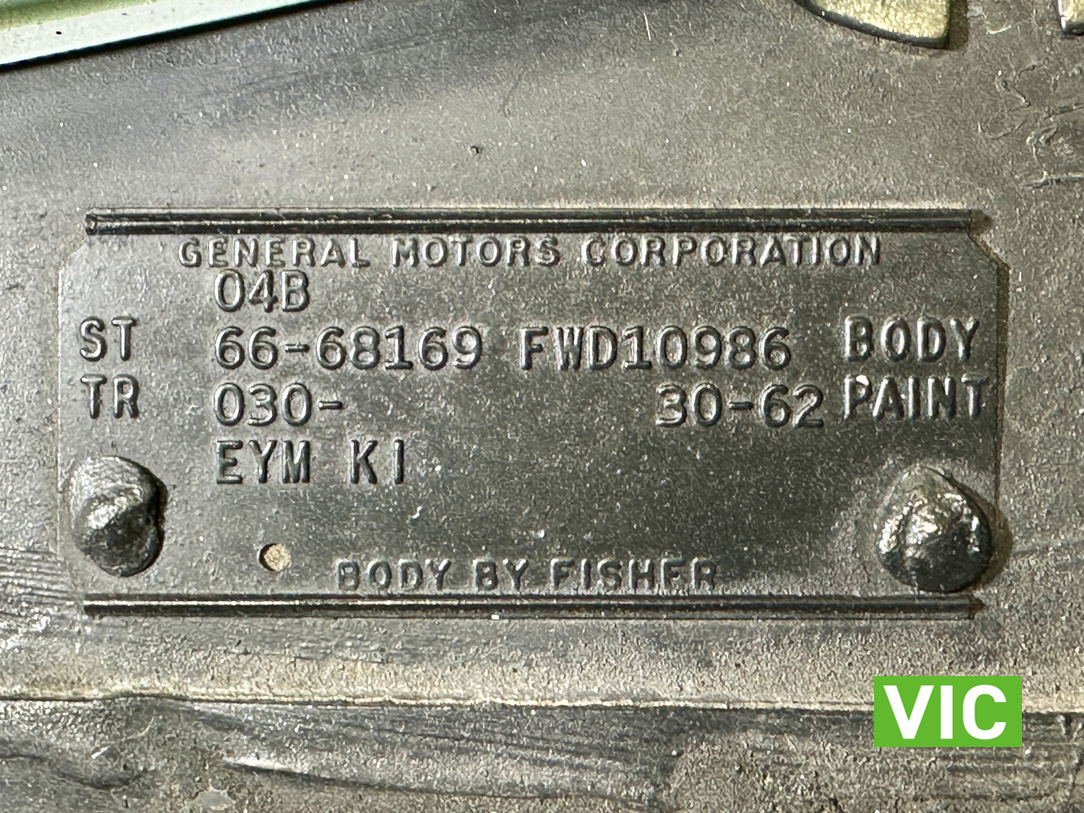 GENERAL MOTORS CORPORATION
04B
ST 66-68169 FWD10986 BODY
TR 030- 30-62 PAINT
EYM K1
BODY BY FISHER
VIC